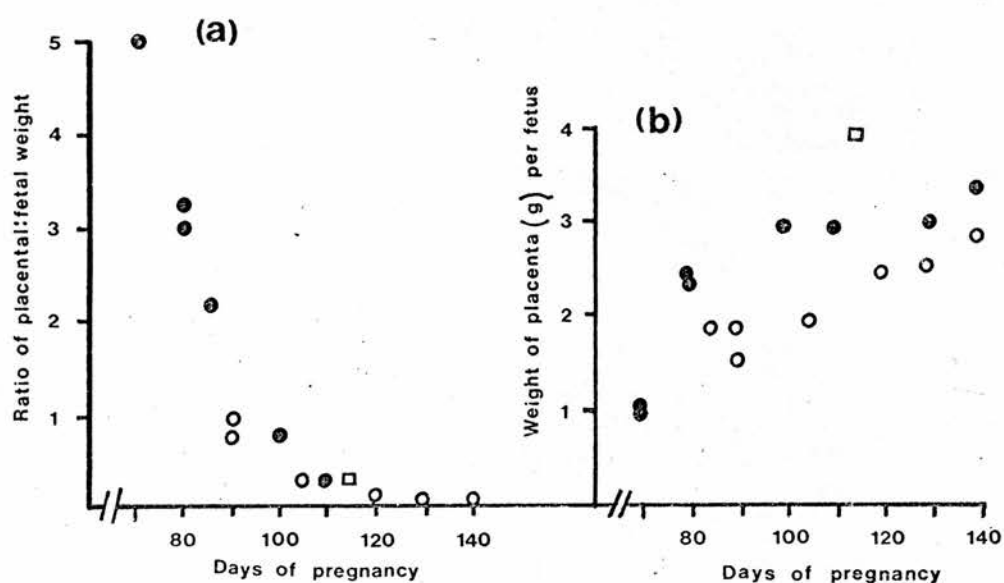 (a)
Ratio of placental:fetal weight
5
4
3
2
1
80 100 120 140
Days of pregnancy
(b)
Weight of placenta (g) per fetus
4
3
2
1
80 100 120 140
Days of pregnancy